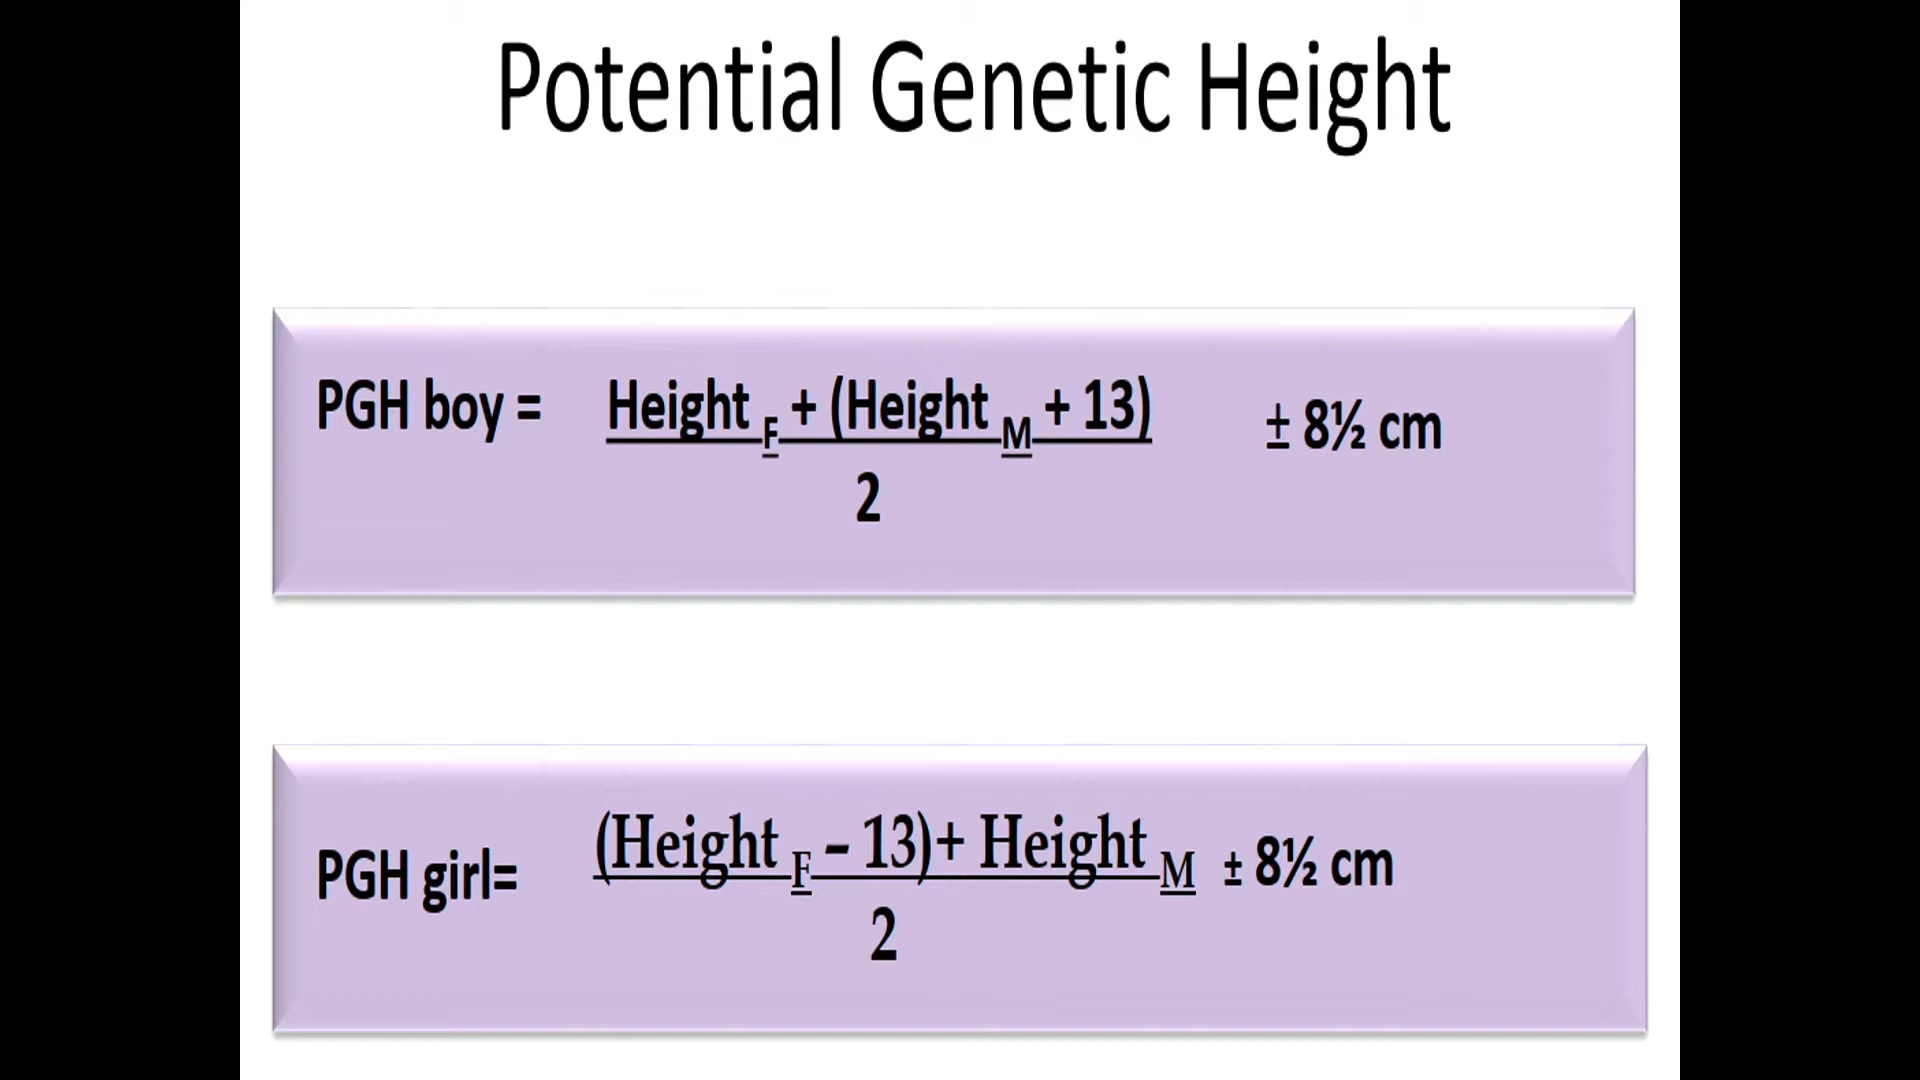 Potential Genetic Height
PGH boy = Height F + (Height M + 13) ± 8½ cm
2
PGH girl= (Height F – 13)+ Height M ± 8½ cm
2